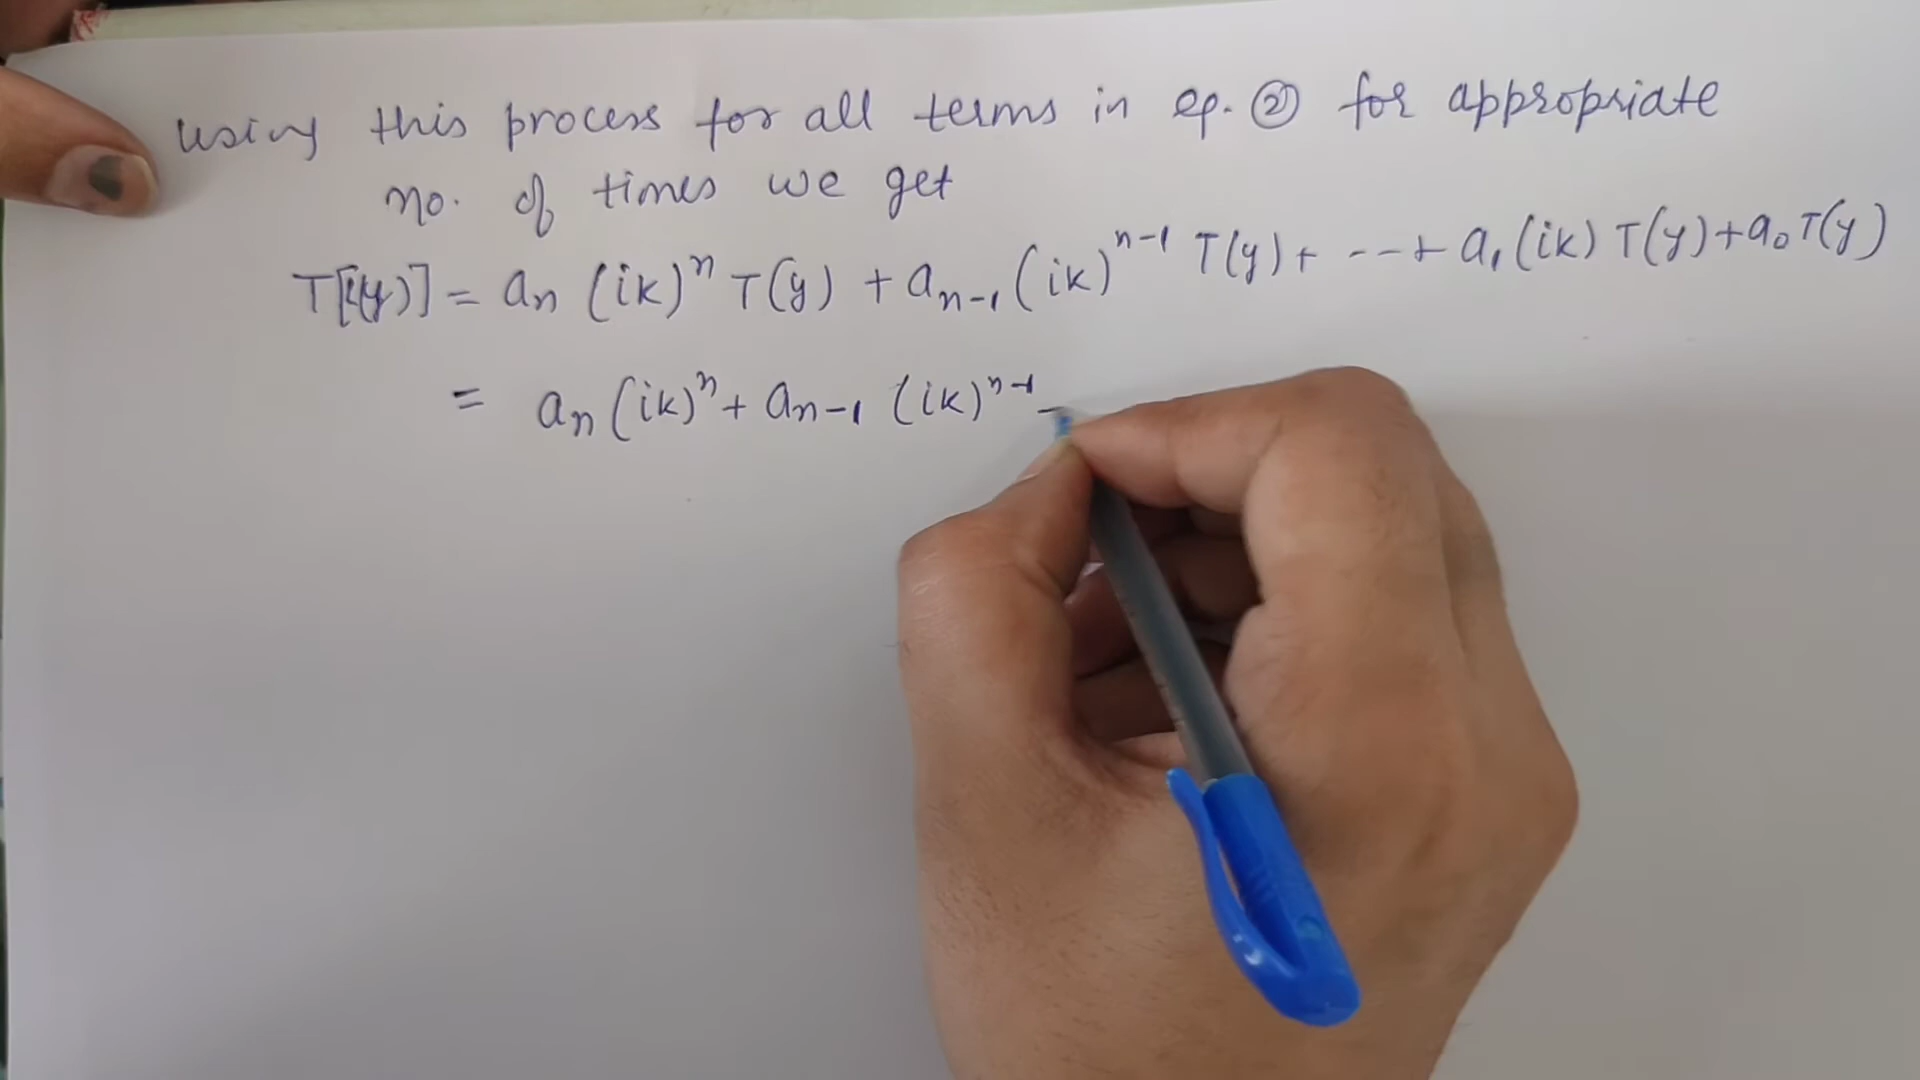 using this process for all terms in eq. ② for appropriate
no. of times we get
T[L(y)] = aₙ (ik)ⁿ T(y) + aₙ₋₁ (ik)ⁿ⁻¹ T(y) + --- + a₁ (ik) T(y) + a₀ T(y)
= aₙ (ik)ⁿ + aₙ₋₁ (ik)ⁿ⁻¹